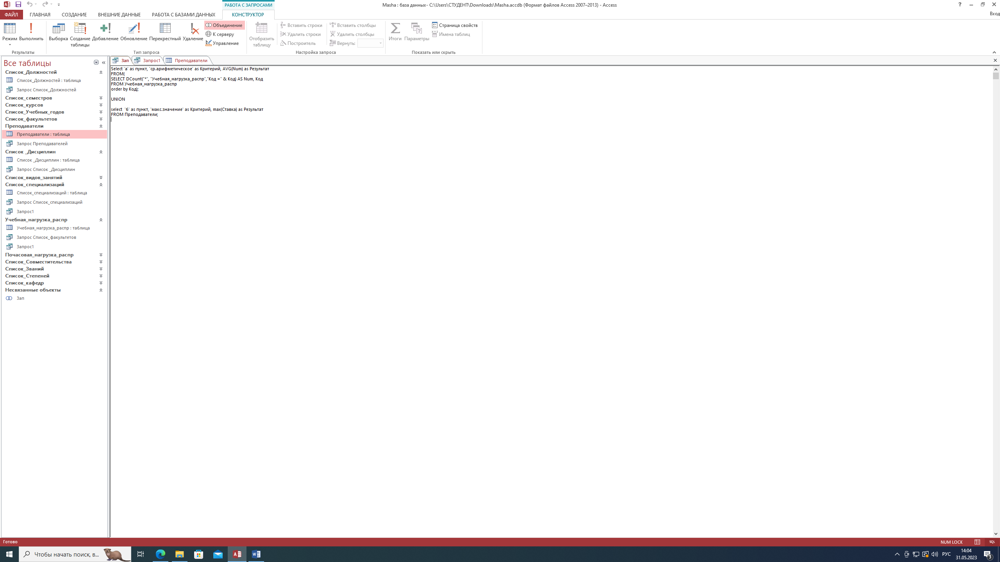 РАБОТА С ЗАПРОСАМИ
Masha : база данных- C:\Users\СТУДЕНТ\Downloads\Masha.accdb (Формат файлов Access 2007–2013) - Access
ФАЙЛ ГЛАВНАЯ СОЗДАНИЕ ВНЕШНИЕ ДАННЫЕ РАБОТА С БАЗАМИ ДАННЫХ КОНСТРУКТОР Вход
Режим Выполнить
Результаты
Выборка Создание таблицы Добавление Обновление Перекрестный Удаление
Объединение
К серверу
Управление
Тип запроса
Отобразить таблицу
Вставить строки
Удалить строки
Построитель
Вставить столбцы
Удалить столбцы
Вернуть:
Настройка запроса
Итоги Параметры
Страница свойств
Имена таблиц
Показать или скрыть
Все таблицы
Список_Должностей
Список_Должностей : таблица
Запрос Список_Должностей
Список_семестров
Список_курсов
Список_Учебных_годов
Список_факультетов
Преподаватели
Преподаватели : таблица
Запрос Преподавателей
Список _Дисциплин
Список _Дисциплин : таблица
Запрос Список _Дисциплин
Список_видов_занятий
Список_специализаций
Список_специализаций : таблица
Запрос Список_специализаций
Запрос1
Учебная_нагрузка_распр
Учебная_нагрузка_распр : таблица
Запрос Список_факультетов
Запрос1
Почасовая_нагрузка_распр
Список_Совместительства
Список_Званий
Список_Степеней
Список_кафедр
Несвязанные объекты
Зап
Зап Запрос1 Преподаватели
Select 'а' as пункт, 'ср.арифметическое' as Критерий, AVG(Num) as Результат
FROM(
SELECT DCount("*", "Учебная_нагрузка_распр","Код =" & Код) AS Num, Код
FROM Учебная_нагрузка_распр
order by Код);
UNION
select  'б' as пункт, 'макс.значение' as Критерий, max(Ставка) as Результат
FROM Преподаватели;
Готово NUM LOCK SQL
Чтобы начать поиск, в...
РУС
14:04
31.05.2023
3